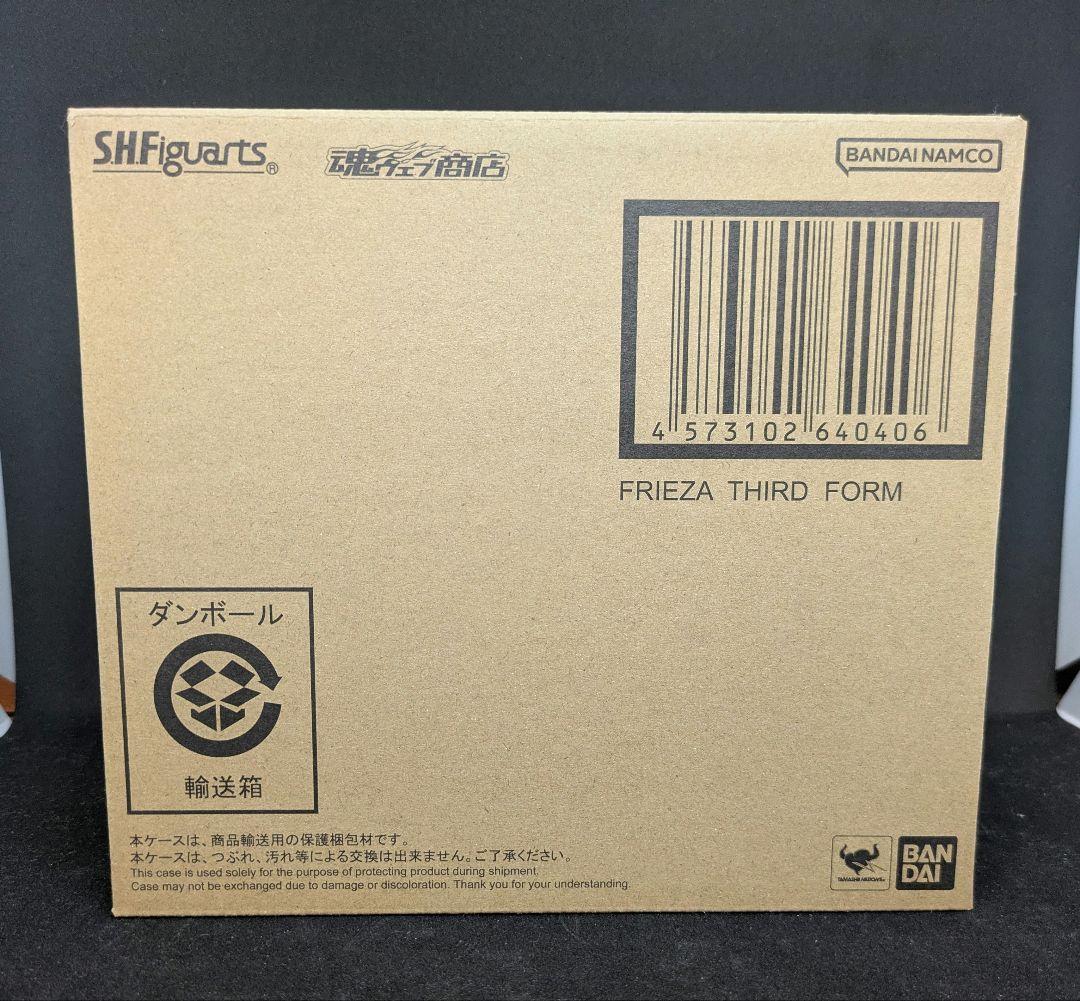 S.H.Figuarts®
魂ウェブ商店
BANDAI NAMCO
4 573102 640406
FRIEZA THIRD FORM
ダンボール
輸送箱
本ケースは、商品輸送用の保護梱包材です。
本ケースは、つぶれ、汚れ等による交換は出来ません。ご了承ください。
This case is used solely for the purpose of protecting product during shipment.
Case may not be exchanged due to damage or discoloration. Thank you for your understanding.
TAMASHII NATIONS
BAN
DAI